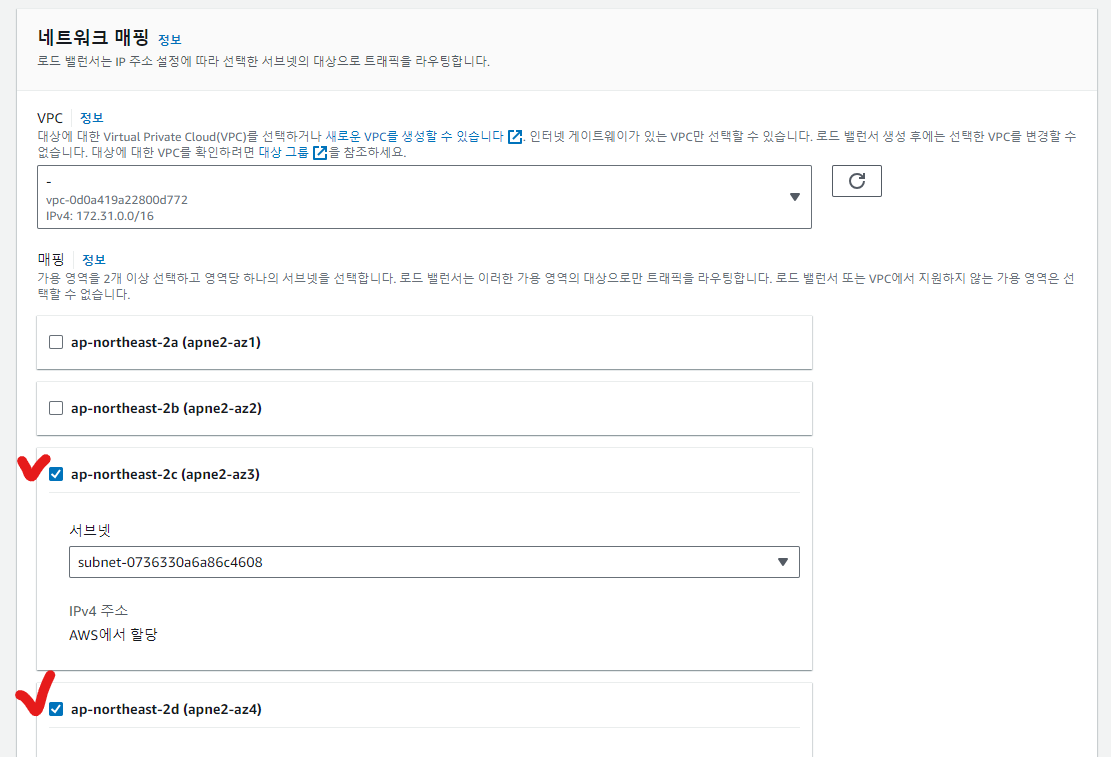 네트워크 매핑 정보
로드 밸런서는 IP 주소 설정에 따라 선택한 서브넷의 대상으로 트래픽을 라우팅합니다.
VPC 정보
대상에 대한 Virtual Private Cloud(VPC)를 선택하거나 새로운 VPC를 생성할 수 있습니다. 인터넷 게이트웨이가 있는 VPC만 선택할 수 있습니다. 로드 밸런서 생성 후에는 선택한 VPC를 변경할 수
없습니다. 대상에 대한 VPC를 확인하려면 대상 그룹을 참조하세요.
-
vpc-0d0a419a22800d772
IPv4: 172.31.0.0/16
매핑 정보
가용 영역을 2개 이상 선택하고 영역당 하나의 서브넷을 선택합니다. 로드 밸런서는 이러한 가용 영역의 대상으로만 트래픽을 라우팅합니다. 로드 밸런서 또는 VPC에서 지원하지 않는 가용 영역은 선
택할 수 없습니다.
ap-northeast-2a (apne2-az1)
ap-northeast-2b (apne2-az2)
ap-northeast-2c (apne2-az3)
서브넷
subnet-0736330a6a86c4608
IPv4 주소
AWS에서 할당
ap-northeast-2d (apne2-az4)